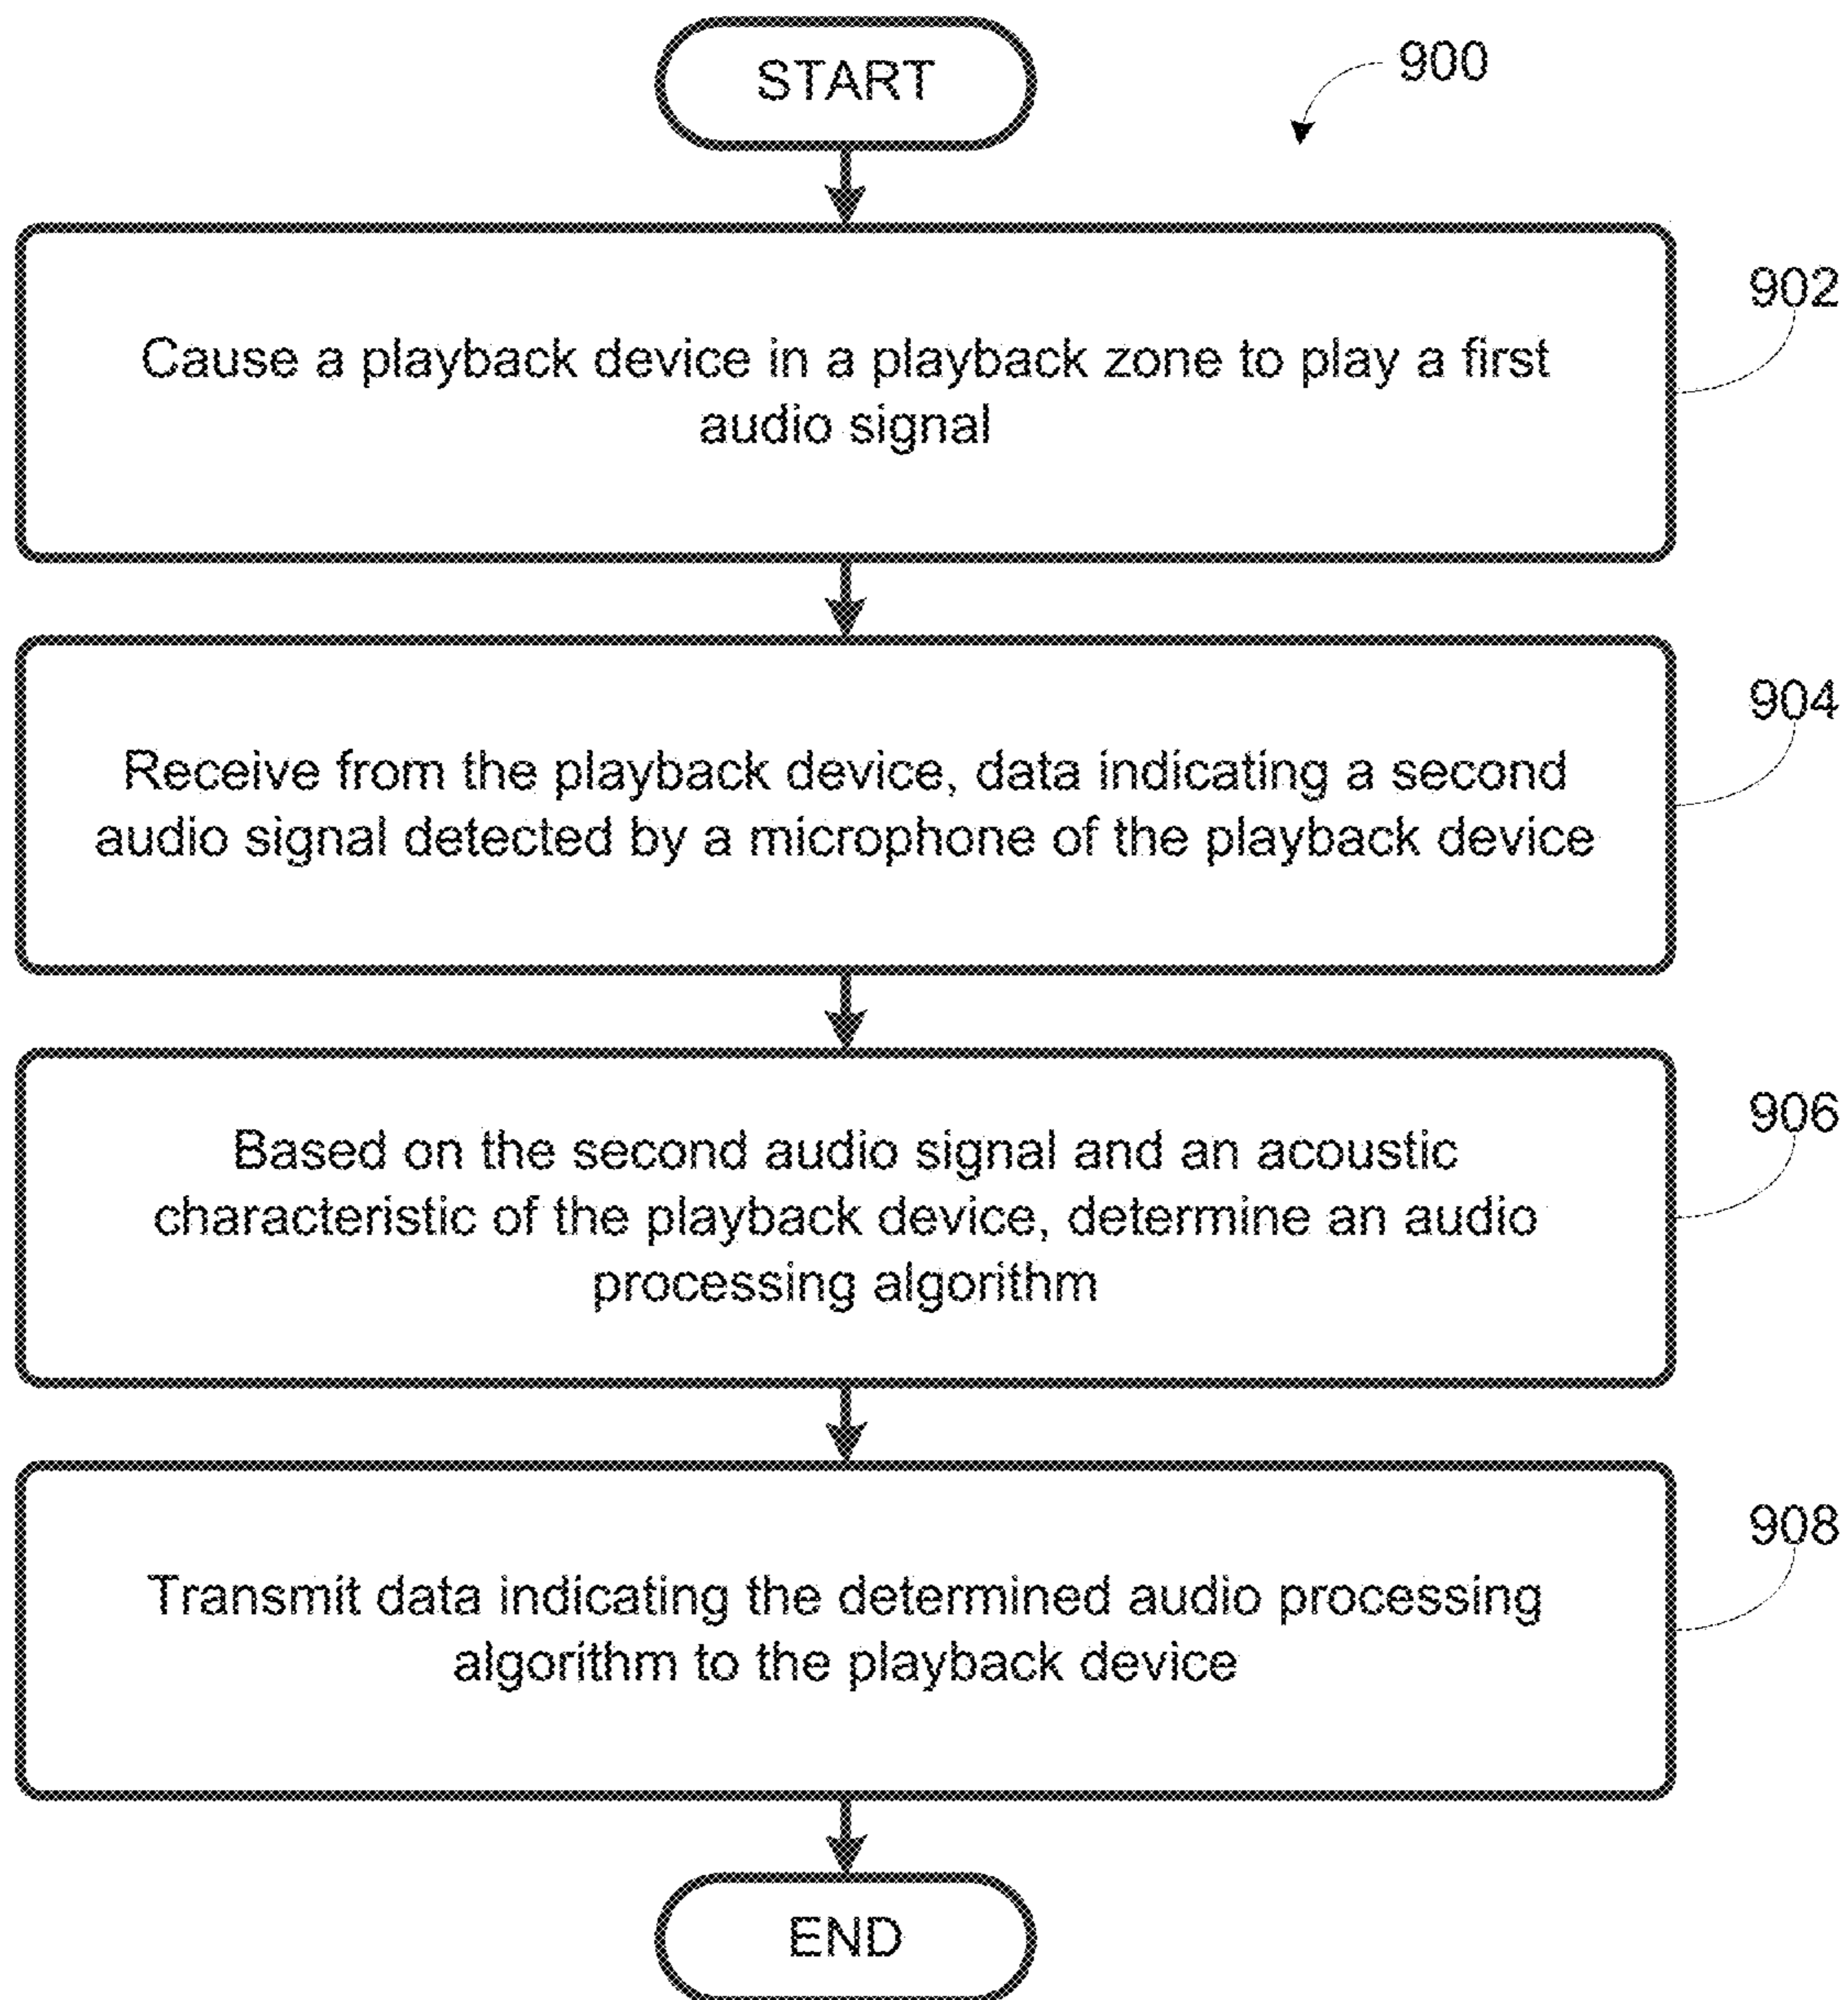 START
900
902
Cause a playback device in a playback zone to play a first
audio signal
904
Receive from the playback device, data indicating a second
audio signal detected by a microphone of the playback device
906
Based on the second audio signal and an acoustic
characteristic of the playback device, determine an audio
processing algorithm
908
Transmit data indicating the determined audio processing
algorithm to the playback device
END